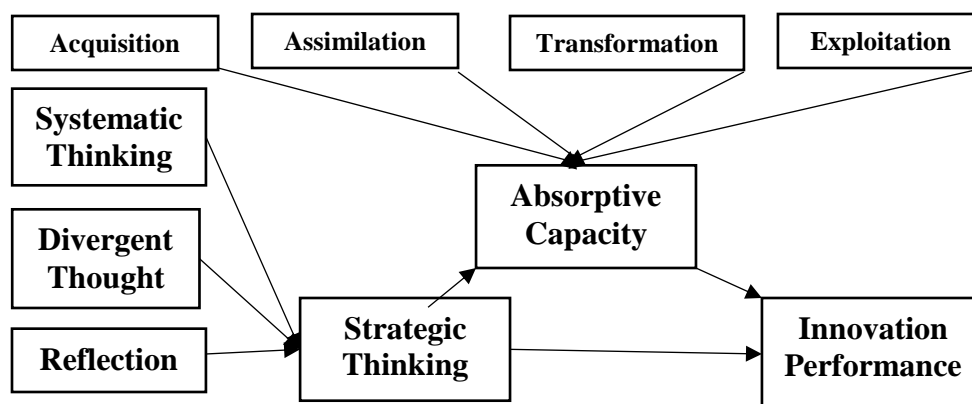 Acquisition
Assimilation
Transformation
Exploitation
Systematic
Thinking
Absorptive
Capacity
Divergent
Thought
Strategic
Thinking
Innovation
Performance
Reflection